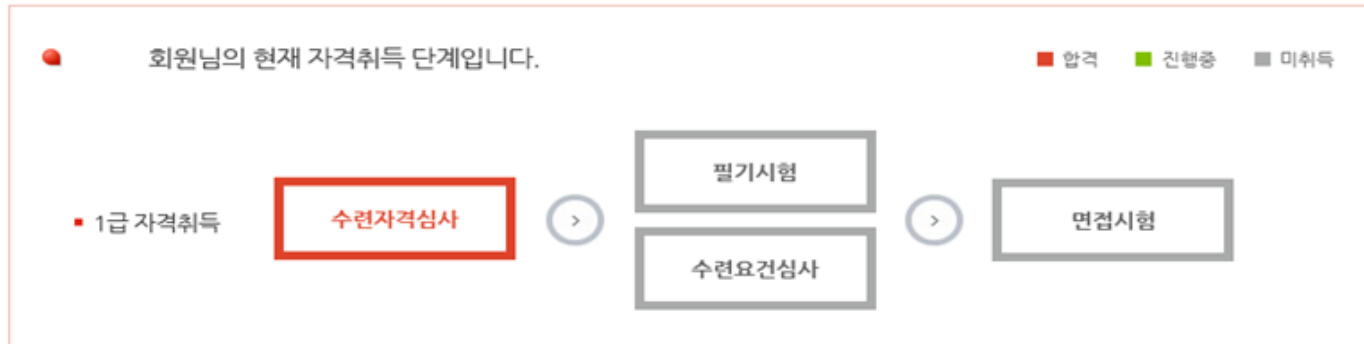 회원님의 현재 자격취득 단계입니다.
합격 진행중 미취득
1급 자격취득
수련자격심사
필기시험
수련요건심사
면접시험